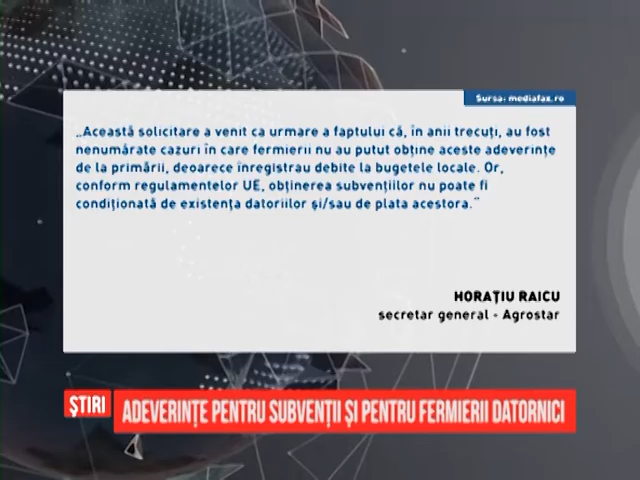 Sursa: mediafax.ro
„Această solicitare a venit ca urmare a faptului că, în anii trecuți, au fost
nenumărate cazuri în care fermierii nu au putut obține aceste adeverințe
de la primării, deoarece înregistrau debite la bugetele locale. Or,
conform regulamentelor UE, obținerea subvențiilor nu poate fi
condiționată de existența datoriilor și/sau de plata acestora.”
HORAȚIU RAICU
secretar general - Agrostar
ȘTIRI
ADEVERINȚE PENTRU SUBVENȚII ȘI PENTRU FERMIERII DATORNICI